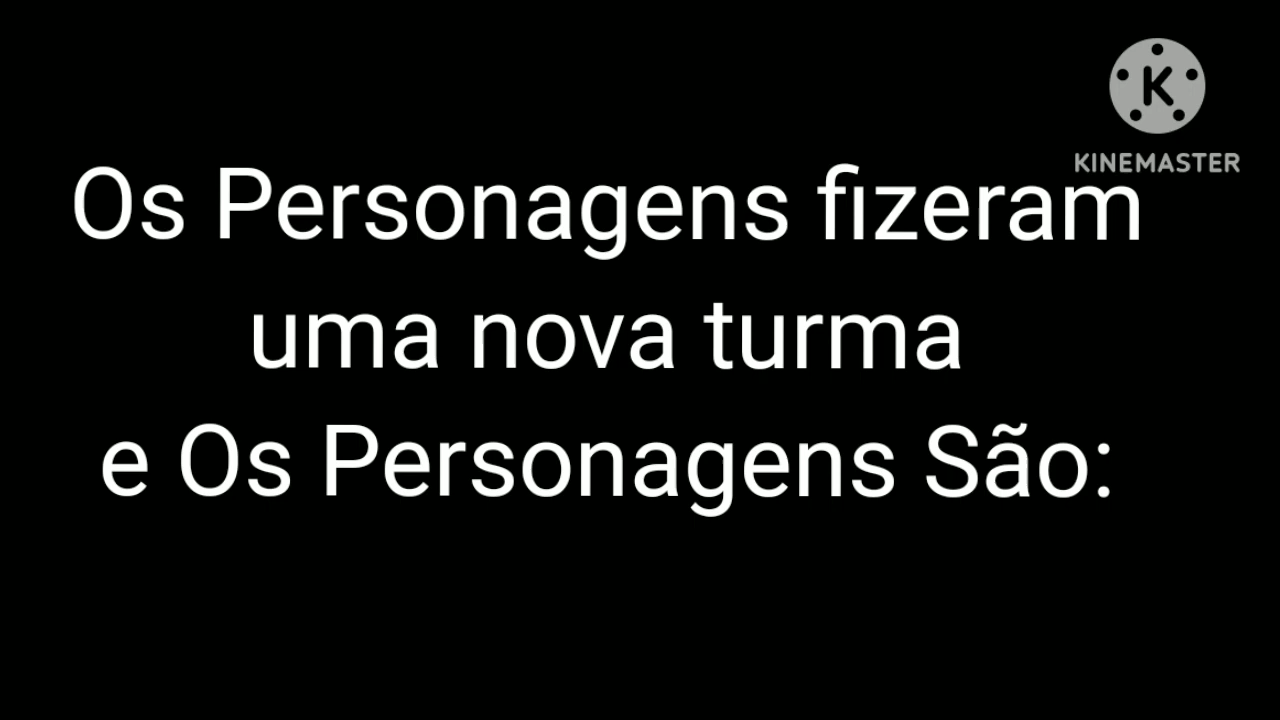 K
KINEMASTER
Os Personagens fizeram
uma nova turma
e Os Personagens São: